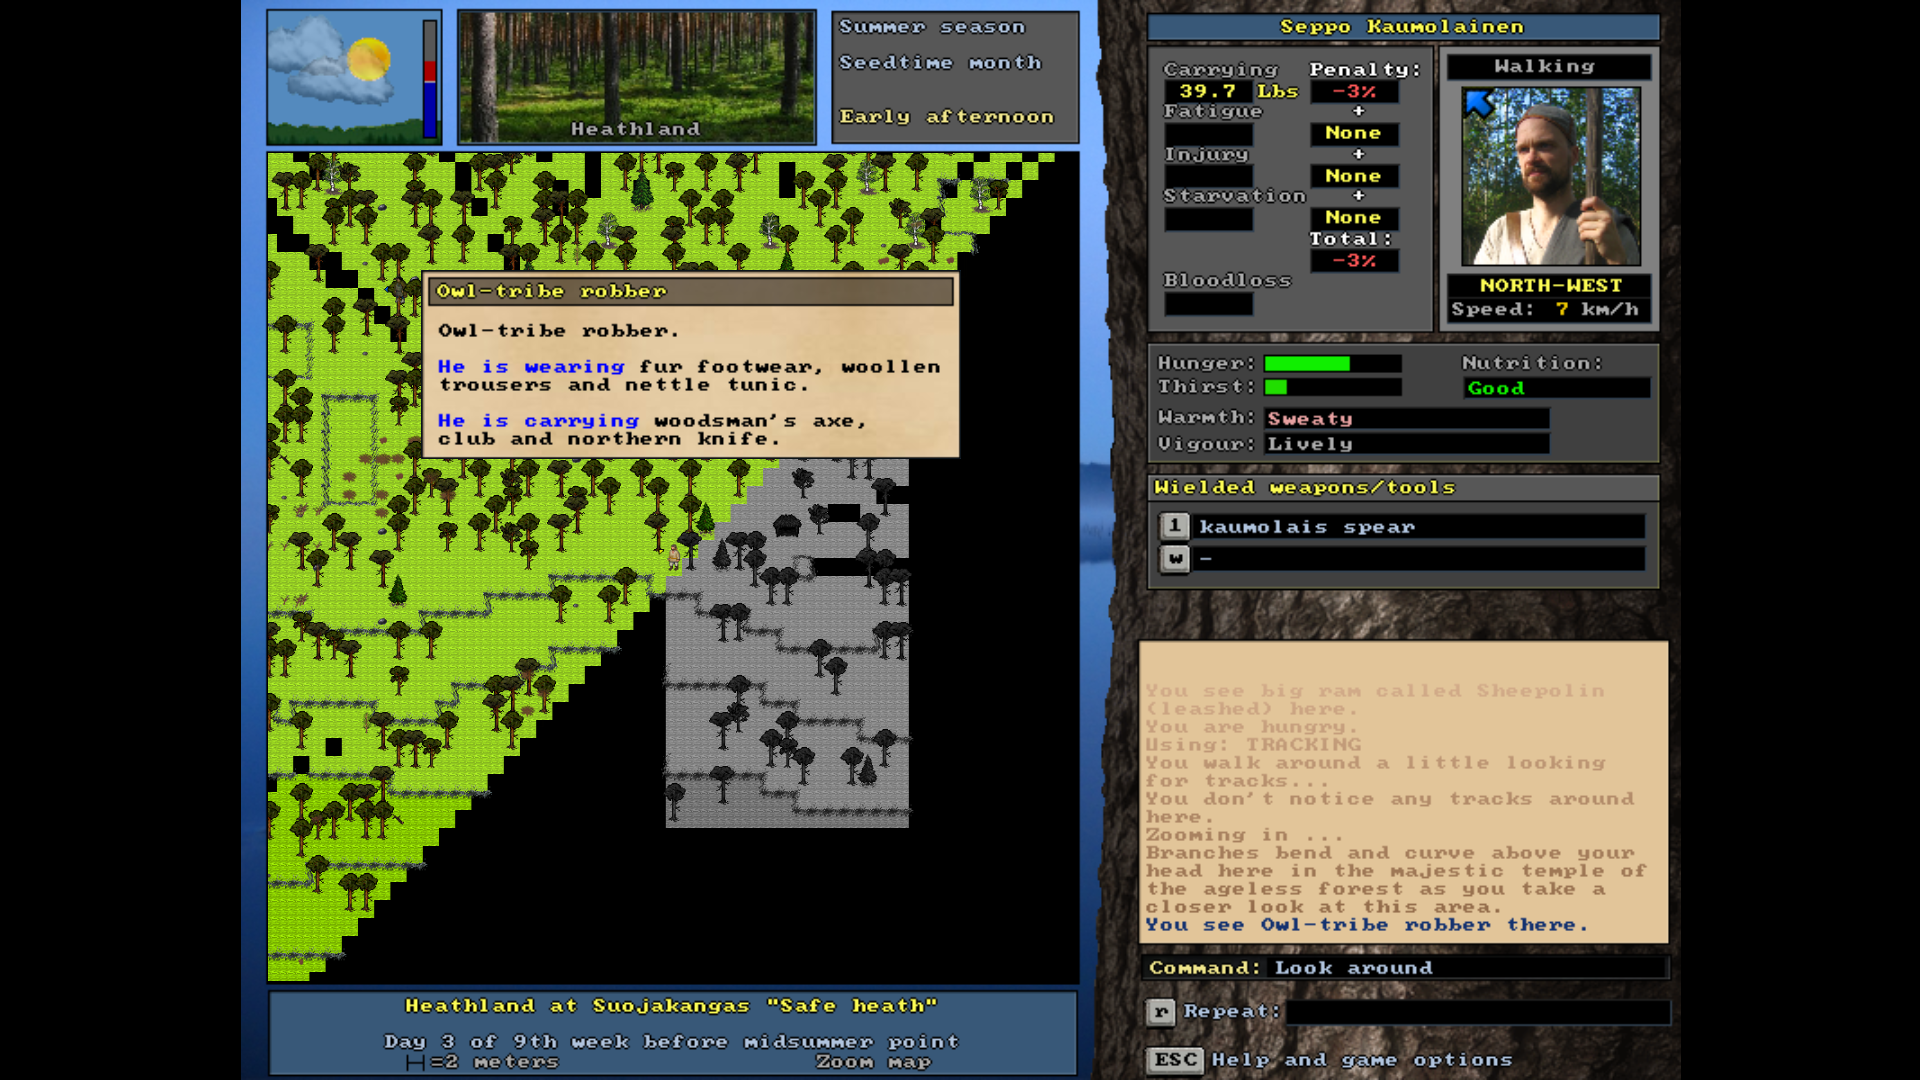 Heathland
Summer season
Seedtime month
Early afternoon
Owl-tribe robber
Owl-tribe robber.
He is wearing fur footwear, woollen
trousers and nettle tunic.
He is carrying woodsman's axe,
club and northern knife.
Heathland at Suojakangas "Safe heath"
Day 3 of 9th week before midsummer point
=2 meters
Zoom map
Seppo Kaumolainen
Carrying
39.7 Lbs
Fatigue
Injury
Starvation
Bloodloss
Penalty:
-3%
+
None
+
None
+
None
Total:
-3%
Walking
NORTH-WEST
Speed: 7 km/h
Hunger:
Thirst:
Nutrition:
Good
Warmth: Sweaty
Vigour: Lively
Wielded weapons/tools
1 kaumolais spear
w -
You see big ram called Sheepolin
(leashed) here.
You are hungry.
Using: TRACKING
You walk around a little looking
for tracks...
You don't notice any tracks around
here.
Zooming in ...
Branches bend and curve above your
head here in the majestic temple of
the ageless forest as you take a
closer look at this area.
You see Owl-tribe robber there.
Command: Look around
r Repeat:
ESC Help and game options